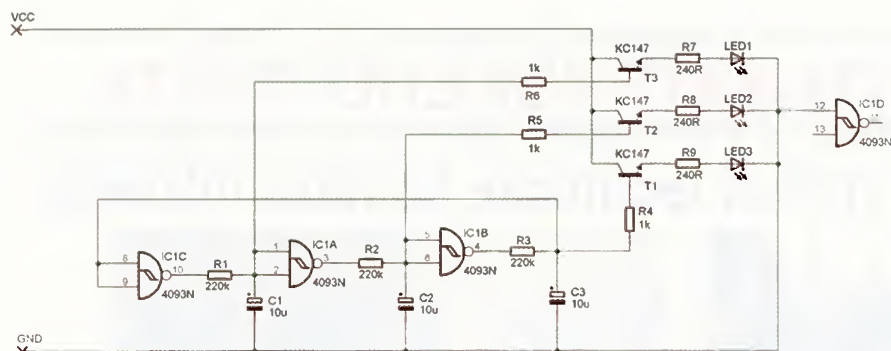 VCC
KC147 R7 LED1
1k
R6
T3 240R
KC147 R8 LED2
IC1D
R5
T2 240R
12
13
4093N
1k
KC147 R9 LED3
T1 240R
R4
1k
IC1C
IC1A
IC1B
8
9
10
R1
220k
4093N
1
2
3
R2
220k
4093N
5
6
4
R3
220k
4093N
C1
10u
C2
10u
C3
10u
GND